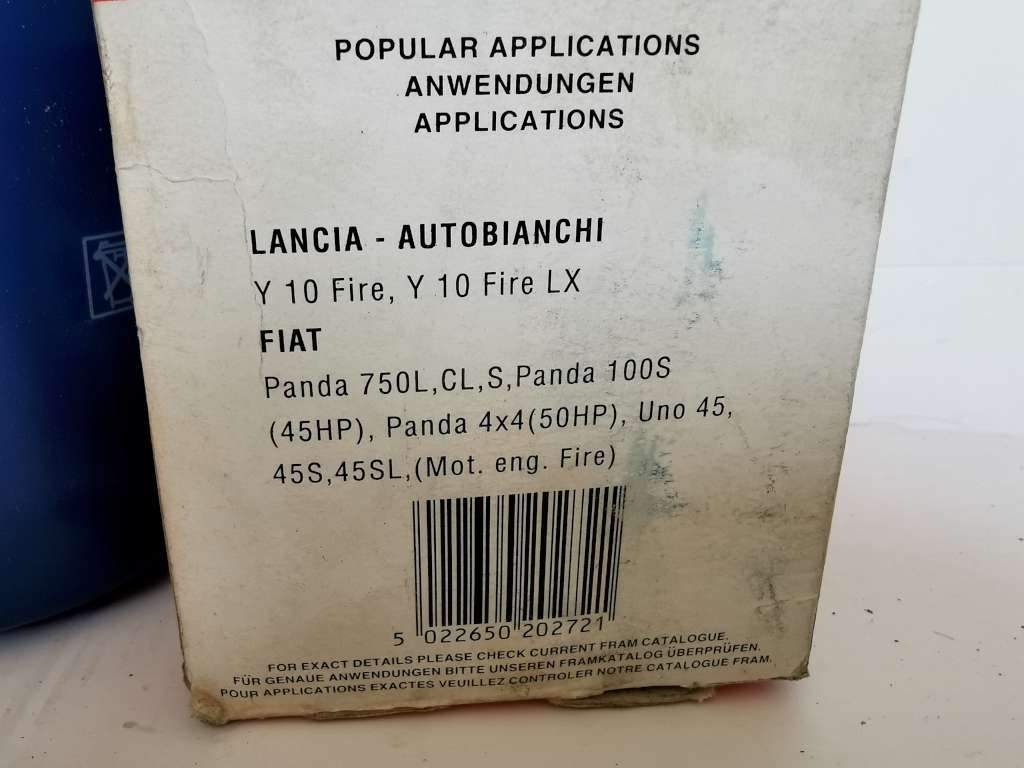 POPULAR APPLICATIONS
ANWENDUNGEN
APPLICATIONS
LANCIA - AUTOBIANCHI
Y 10 Fire, Y 10 Fire LX
FIAT
Panda 750L,CL,S,Panda 100S
(45HP), Panda 4x4(50HP), Uno 45,
45S,45SL,(Mot. eng. Fire)
5 022650 202721
FOR EXACT DETAILS PLEASE CHECK CURRENT FRAM CATALOGUE.
FÜR GENAUE ANWENDUNGEN BITTE UNSEREN FRAMKATALOG ÜBERPRÜFEN.
POUR APPLICATIONS EXACTES VEUILLEZ CONTROLER NOTRE CATALOGUE FRAM.